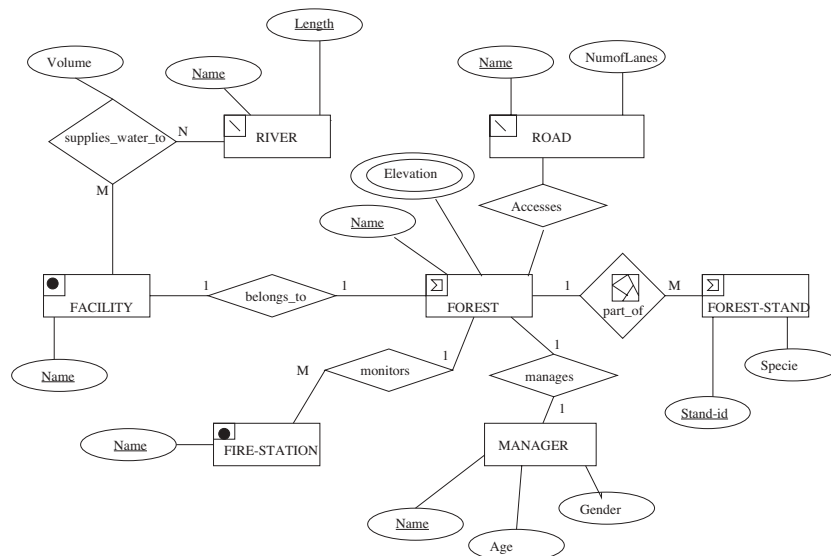 Length
Volume
Name
Name
NumofLanes
supplies_water_to
N
RIVER
ROAD
Elevation
M
Name
Accesses
FACILITY
1
belongs_to
1
FOREST
1
part_of
M
FOREST-STAND
Name
M
monitors
1
1
manages
Specie
1
Stand-id
Name
FIRE-STATION
MANAGER
Name
Age
Gender